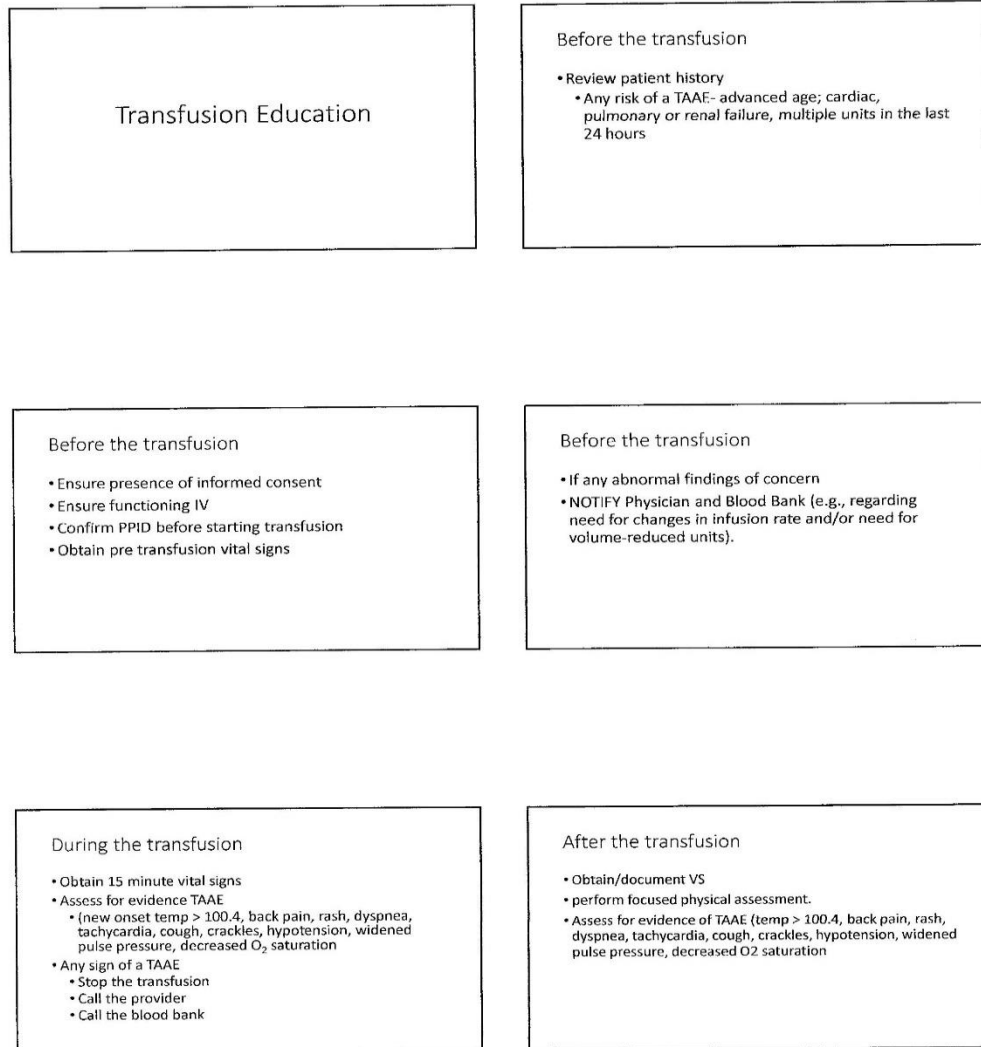 Transfusion Education
Before the transfusion
• Review patient history
• Any risk of a TAAE- advanced age; cardiac,
pulmonary or renal failure, multiple units in the last
24 hours
Before the transfusion
• Ensure presence of informed consent
• Ensure functioning IV
• Confirm PPID before starting transfusion
• Obtain pre transfusion vital signs
Before the transfusion
• If any abnormal findings of concern
• NOTIFY Physician and Blood Bank (e.g., regarding
need for changes in infusion rate and/or need for
volume-reduced units).
During the transfusion
• Obtain 15 minute vital signs
• Assess for evidence TAAE
• (new onset temp > 100.4, back pain, rash, dyspnea,
tachycardia, cough, crackles, hypotension, widened
pulse pressure, decreased O₂ saturation
• Any sign of a TAAE
• Stop the transfusion
• Call the provider
• Call the blood bank
After the transfusion
• Obtain/document VS
• perform focused physical assessment.
• Assess for evidence of TAAE (temp > 100.4, back pain, rash,
dyspnea, tachycardia, cough, crackles, hypotension, widened
pulse pressure, decreased O2 saturation